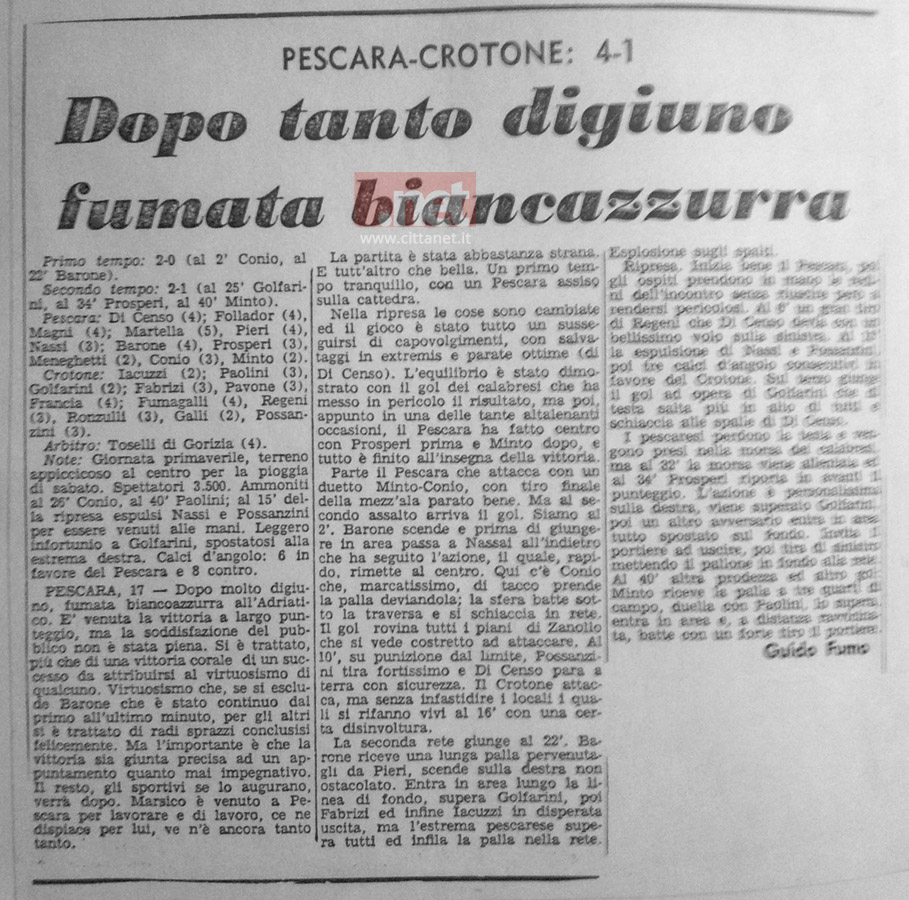 PESCARA-CROTONE: 4-1
Dopo tanto digiuno
fumata biancazzurra
.net
www.cittanet.it
Primo tempo: 2-0 (al 2' Conio, al
22' Barone).
Secondo tempo: 2-1 (al 25' Golfari-
ni, al 34' Prosperi, al 40' Minto).
Pescara: Di Censo (4); Follador (4),
Magni (4); Martella (5), Pieri (4),
Nassi (3); Barone (4), Prosperi (3),
Meneghetti (2), Conio (3), Minto (2).
Crotone: Iacuzzi (2); Paolini (3),
Golfarini (2); Fabrizi (3), Pavone (3),
Francia (4); Fumagalli (4), Regeni
(3), Ronzulli (3), Galli (2), Possan-
zini (3).
Arbitro: Toselli di Gorizia (4).
Note: Giornata primaverile, terreno
appiccicoso al centro per la pioggia
di sabato. Spettatori 3.500. Ammoniti
al 26' Conio, al 40' Paolini; al 15' del-
la ripresa espulsi Nassi e Possanzini
per essere venuti alle mani. Leggero
infortunio a Golfarini, spostatosi alla
estrema destra. Calci d'angolo: 6 in
favore del Pescara e 8 contro.
PESCARA, 17 — Dopo molto digiu-
no, fumata biancoazzurra all'Adriati-
co. E' venuta la vittoria a largo pun-
teggio, ma la soddisfazione del pub-
blico non è stata piena. Si è trattato,
più che di una vittoria corale di un suc-
cesso da attribuirsi al virtuosismo di
qualcuno. Virtuosismo che, se si esclu-
de Barone che è stato continuo dal
primo all'ultimo minuto, per gli altri
si è trattato di radi sprazzi conclusisi
felicemente. Ma l'importante è che la
vittoria sia giunta precisa ad un ap-
puntamento quanto mai impegnativo.
Il resto, gli sportivi se lo augurano,
verrà dopo. Marsico è venuto a Pe-
scara per lavorare e di lavoro, ce ne
dispiace per lui, ve n'è ancora tanto
tanto.
La partita è stata abbastanza strana.
E tutt'altro che bella. Un primo tem-
po tranquillo, con un Pescara assiso
sulla cattedra.
Nella ripresa le cose sono cambiate
ed il gioco è stato tutto un susse-
guirsi di capovolgimenti, con salva-
taggi in extremis e parate ottime (di
Di Censo). L'equilibrio è stato dimo-
strato con il gol dei calabresi che ha
messo in pericolo il risultato, ma poi,
appunto in una delle tante altalenanti
occasioni, il Pescara ha fatto centro
con Prosperi prima e Minto dopo, e
tutto è finito all'insegna della vittoria.
Parte il Pescara che attacca con un
duetto Minto-Conio, con tiro finale
della mezz'ala parato bene. Ma al se-
condo assalto arriva il gol. Siamo al
2'. Barone scende e prima di giunge-
re in area passa a Nassai all'indietro
che ha seguito l'azione, il quale, rapi-
do, rimette al centro. Qui c'è Conio
che, marcatissimo, di tacco prende
la palla deviandola; la sfera batte sot-
to la traversa e si schiaccia in rete.
Il gol rovina tutti i piani di Zanollo
che si vede costretto ad attaccare. Al
10', su punizione dal limite, Possanzi-
ni tira fortissimo e Di Censo para a
terra con sicurezza. Il Crotone attac-
ca, ma senza infastidire i locali i qua-
li si rifanno vivi al 16' con una cer-
ta disinvoltura.
La seconda rete giunge al 22'. Ba-
rone riceve una lunga palla pervenuta-
gli da Pieri, scende sulla destra non
ostacolato. Entra in area lungo la li-
nea di fondo, supera Golfarini, poi
Fabrizi ed infine Iacuzzi in disperata
uscita, ma l'estrema pescarese supe-
ra tutti ed infila la palla nella rete.
Esplosione sugli spalti.
Ripresa. Inizia bene il Pescara, poi
gli ospiti prendono in mano le redi-
ni dell'incontro senza riuscire però a
rendersi pericolosi. Al 6' un gran tiro
di Regeni che Di Censo devia con un
bellissimo volo sulla sinistra. Al 15'
la espulsione di Nassi e Possanzini,
poi tre calci d'angolo consecutivi in
favore del Crotone. Sul terzo giunge
il gol ad opera di Golfarini che di
testa salta più in alto di tutti e
schiaccia alle spalle di Di Censo.
I pescaresi perdono la testa e ven-
gono presi nella morsa dei calabresi,
ma al 32' la morsa viene allentata ed
al 34' Prosperi riporta in avanti il
punteggio. L'azione è personalissima
sulla destra, viene superato Golfarini,
poi un altro avversario entra in area
tutto spostato sul fondo. Invita il
portiere ad uscire, poi tira di sinistro
mettendo il pallone in fondo alla rete.
Al 40' altra prodezza ed altro gol.
Minto riceve la palla a tre quarti di
campo, duella con Paolini, lo supera,
entra in area e, a distanza ravvicina-
ta, batte con un forte tiro il portiere.
Guido Fumo